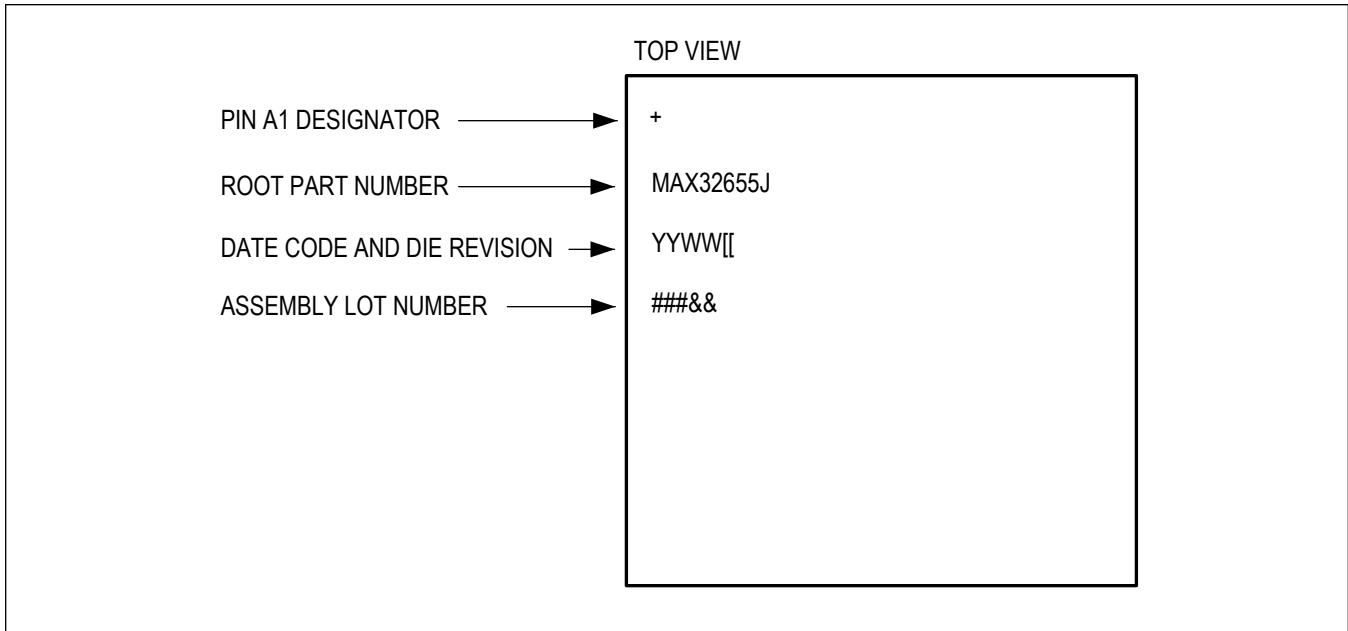 TOP VIEW
PIN A1 DESIGNATOR +
ROOT PART NUMBER MAX32655J
DATE CODE AND DIE REVISION YYWW[[
ASSEMBLY LOT NUMBER ###&&